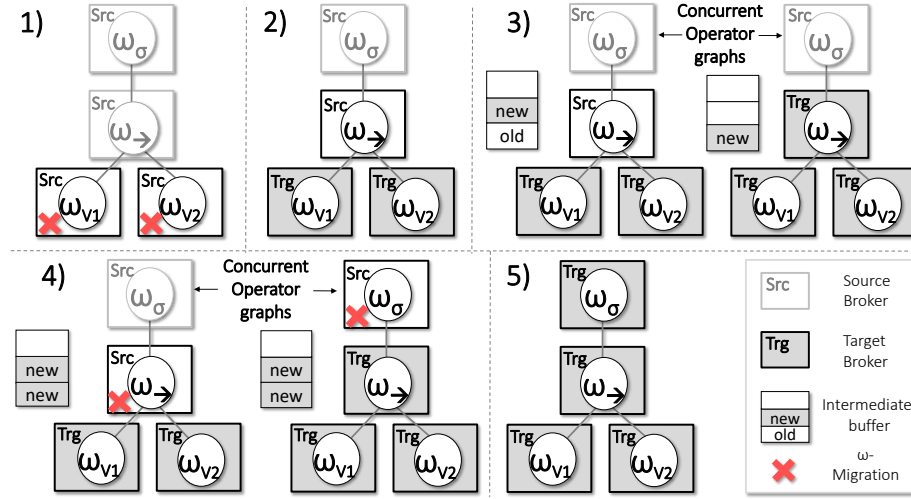 1)
Src
ωσ
Src
ω→
Src
ωV1
Src
ωV2
2)
Src
ωσ
Src
ω→
Trg
ωV1
Trg
ωV2
3)
Concurrent
Operator
graphs
Src
ωσ
new
old
Src
ω→
Trg
ωV1
Trg
ωV2
Src
ωσ
new
Trg
ω→
Trg
ωV1
Trg
ωV2
4)
Concurrent
Operator
graphs
Src
ωσ
new
new
Src
ω→
Trg
ωV1
Trg
ωV2
Src
ωσ
new
new
Trg
ω→
Trg
ωV1
Trg
ωV2
5)
Trg
ωσ
Trg
ω→
Trg
ωV1
Trg
ωV2
Src
Source
Broker
Trg
Target
Broker
new
old
Intermediate
buffer
ω-
Migration